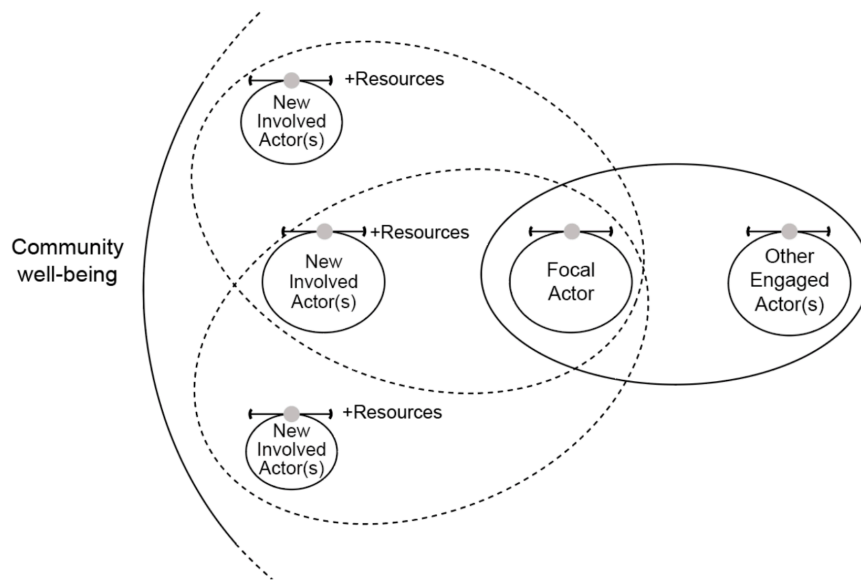 +Resources
New
Involved
Actor(s)
Community
well-being
+Resources
New
Involved
Actor(s)
Focal
Actor
Other
Engaged
Actor(s)
+Resources
New
Involved
Actor(s)